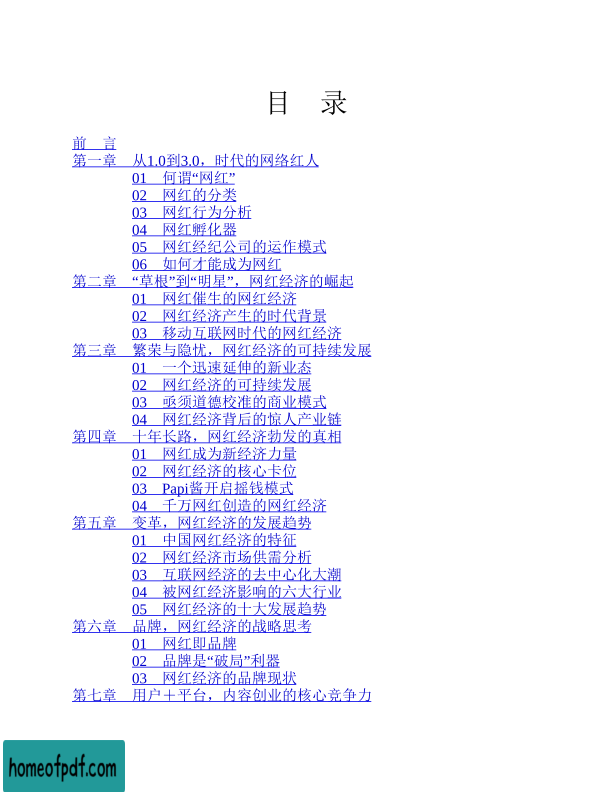 目　录
前　言
第一章　从1.0到3.0，时代的网络红人
01　何谓“网红”
02　网红的分类
03　网红行为分析
04　网红孵化器
05　网红经纪公司的运作模式
06　如何才能成为网红
第二章　“草根”到“明星”，网红经济的崛起
01　网红催生的网红经济
02　网红经济产生的时代背景
03　移动互联网时代的网红经济
第三章　繁荣与隐忧，网红经济的可持续发展
01　一个迅速延伸的新业态
02　网红经济的可持续发展
03　亟须道德校准的商业模式
04　网红经济背后的惊人产业链
第四章　十年长路，网红经济勃发的真相
01　网红成为新经济力量
02　网红经济的核心卡位
03　Papi酱开启摇钱模式
04　千万网红创造的网红经济
第五章　变革，网红经济的发展趋势
01　中国网红经济的特征
02　网红经济市场供需分析
03　互联网经济的去中心化大潮
04　被网红经济影响的六大行业
05　网红经济的十大发展趋势
第六章　品牌，网红经济的战略思考
01　网红即品牌
02　品牌是“破局”利器
03　网红经济的品牌现状
第七章　用户＋平台，内容创业的核心竞争力
homeofpdf.com